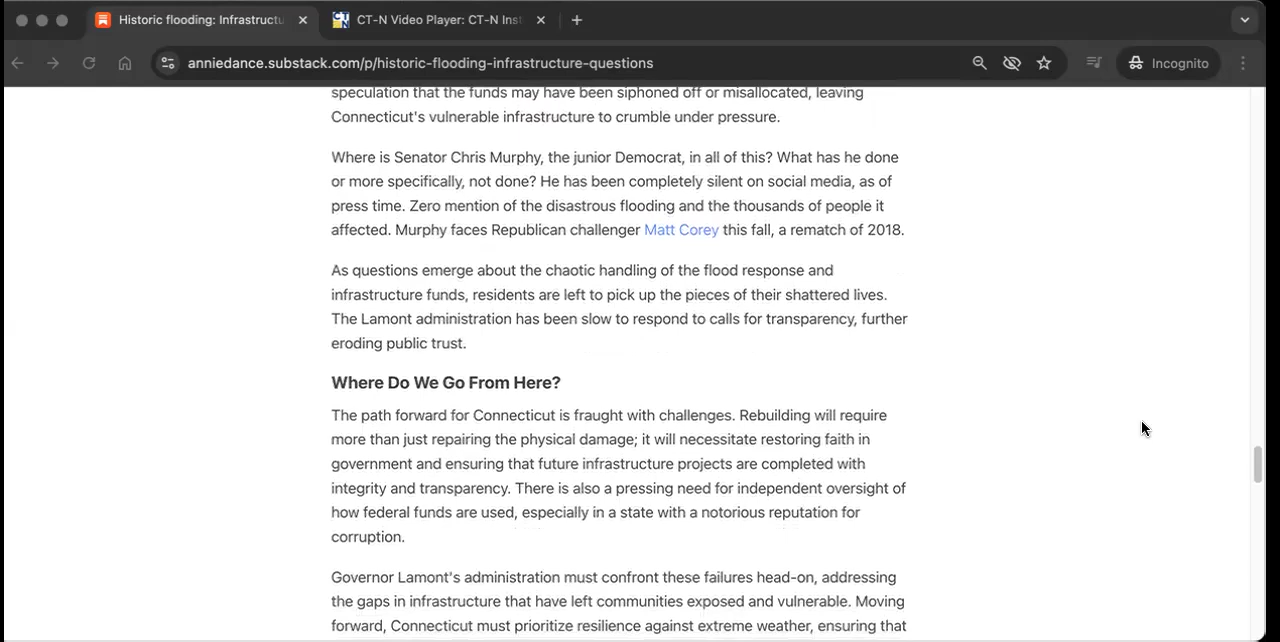 Historic flooding: Infrastructu
CT-N Video Player: CT-N Inst
anniedance.substack.com/p/historic-flooding-infrastructure-questions
Incognito
speculation that the funds may have been siphoned off or misallocated, leaving
Connecticut's vulnerable infrastructure to crumble under pressure.
Where is Senator Chris Murphy, the junior Democrat, in all of this? What has he done
or more specifically, not done? He has been completely silent on social media, as of
press time. Zero mention of the disastrous flooding and the thousands of people it
affected. Murphy faces Republican challenger Matt Corey this fall, a rematch of 2018.
As questions emerge about the chaotic handling of the flood response and
infrastructure funds, residents are left to pick up the pieces of their shattered lives.
The Lamont administration has been slow to respond to calls for transparency, further
eroding public trust.
Where Do We Go From Here?
The path forward for Connecticut is fraught with challenges. Rebuilding will require
more than just repairing the physical damage; it will necessitate restoring faith in
government and ensuring that future infrastructure projects are completed with
integrity and transparency. There is also a pressing need for independent oversight of
how federal funds are used, especially in a state with a notorious reputation for
corruption.
Governor Lamont's administration must confront these failures head-on, addressing
the gaps in infrastructure that have left communities exposed and vulnerable. Moving
forward, Connecticut must prioritize resilience against extreme weather, ensuring that